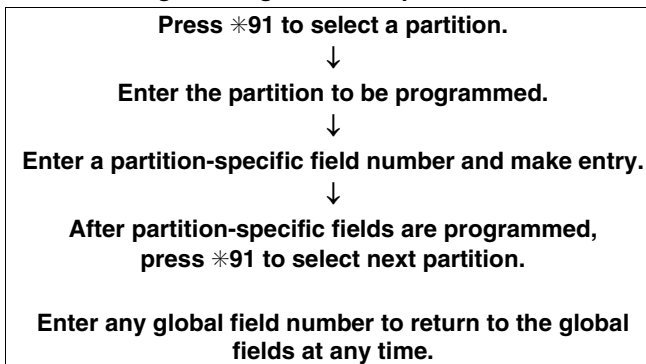 Press ✳91 to select a partition.
↓
Enter the partition to be programmed.
↓
Enter a partition-specific field number and make entry.
↓
After partition-specific fields are programmed,
press ✳91 to select next partition.
Enter any global field number to return to the global
fields at any time.